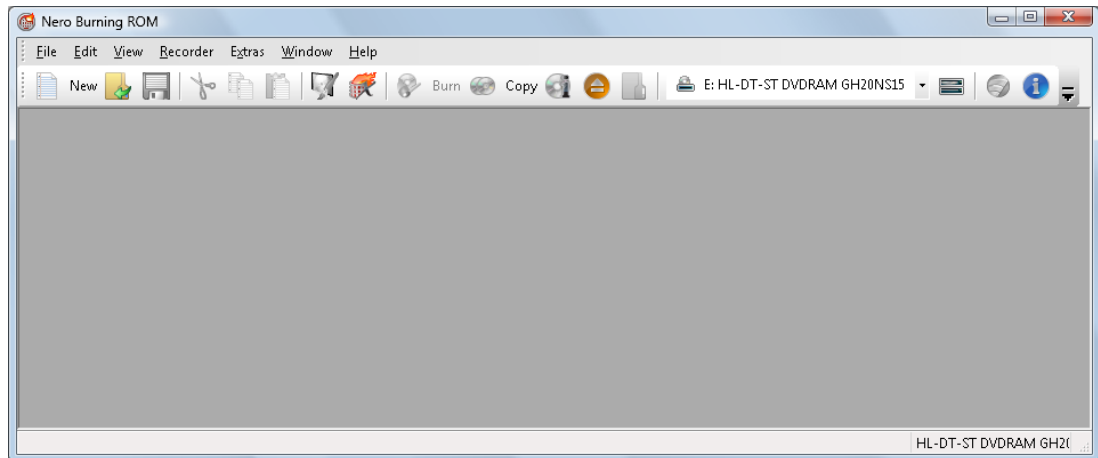 Nero Burning ROM
File Edit View Recorder Extras Window Help
New Burn Copy E: HL-DT-ST DVDRAM GH20NS15
HL-DT-ST DVDRAM GH20